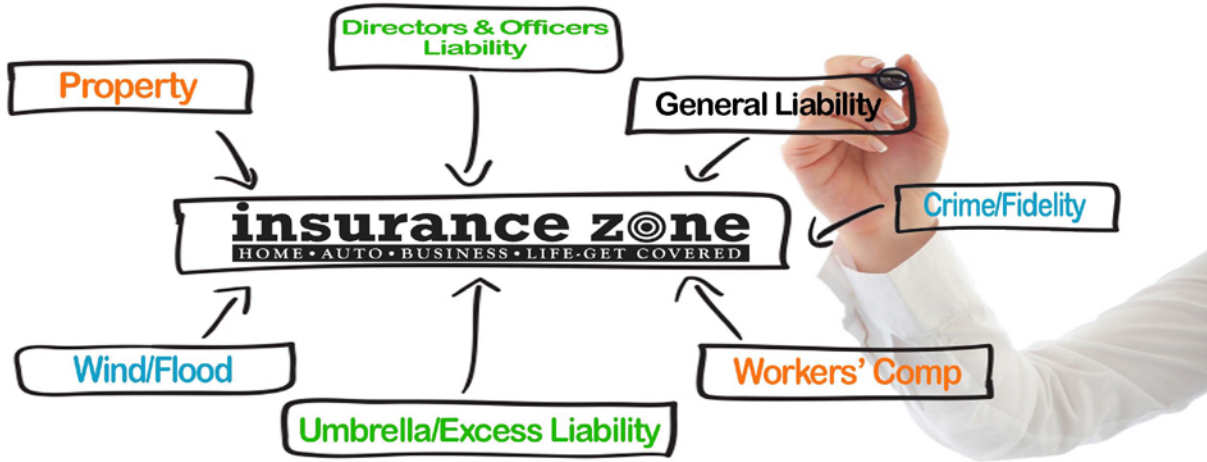 Directors & Officers
Liability
Property
General Liability
insurance zone
HOME • AUTO • BUSINESS • LIFE-GET COVERED
Crime/Fidelity
Wind/Flood
Workers' Comp
Umbrella/Excess Liability